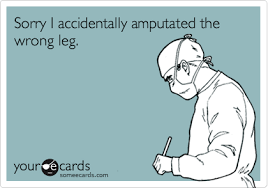 Sorry I accidentally amputated the
wrong leg.
your ecards
someecards.com